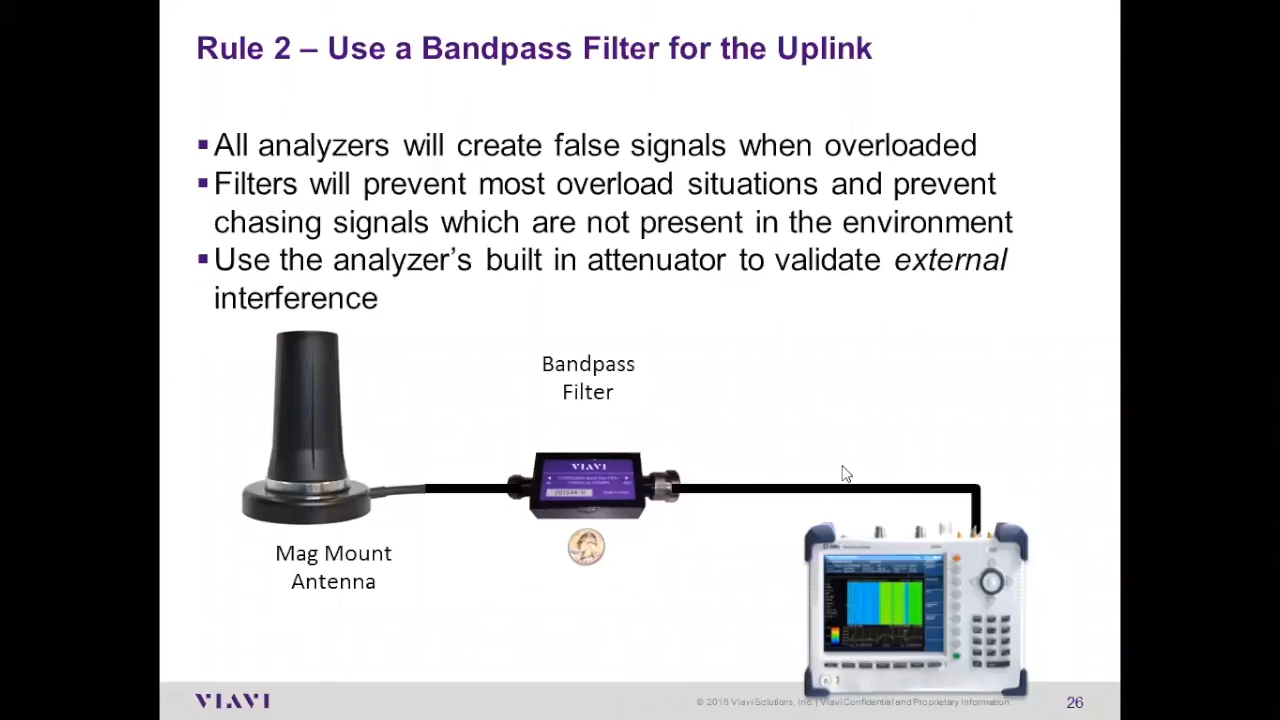 Rule 2 – Use a Bandpass Filter for the Uplink
▪All analyzers will create false signals when overloaded
▪Filters will prevent most overload situations and prevent
chasing signals which are not present in the environment
▪Use the analyzer’s built in attenuator to validate external
interference
Bandpass
Filter
VIAVI
Mag Mount
Antenna
VIAVI
© 2016 Viavi Solutions, Inc. | Viavi Confidential and Proprietary Information
26